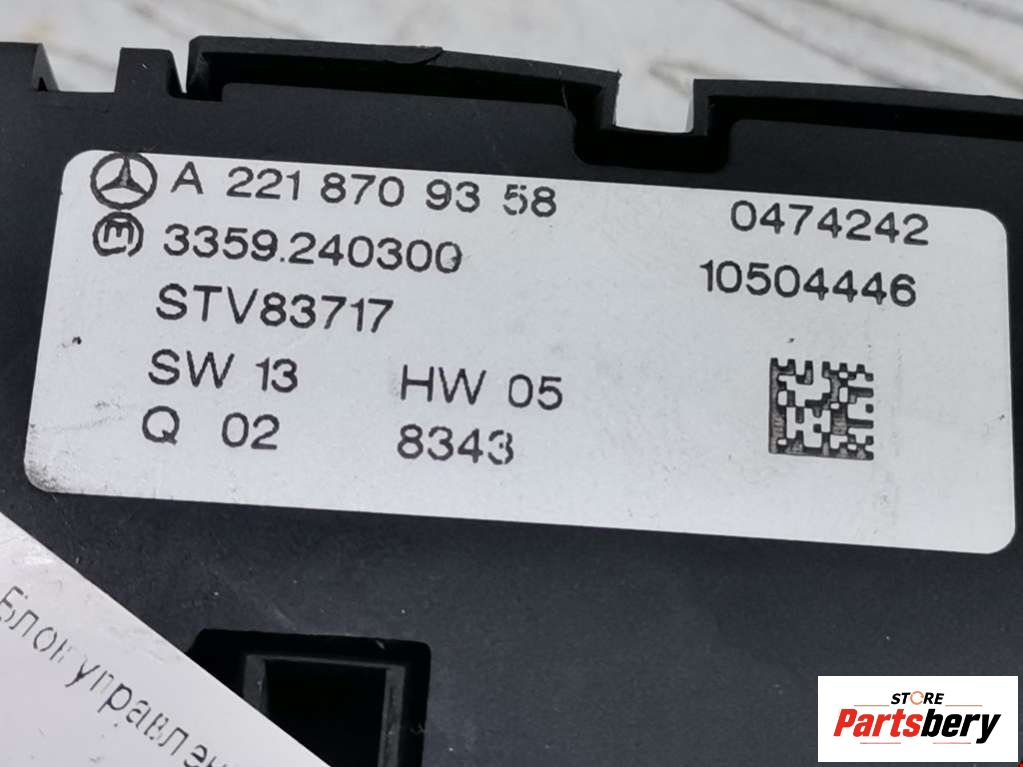 A 221 870 93 58
0474242
3359.240300
10504446
STV83717
SW 13
HW 05
Q 02
8343
Блок управлен
STORE
Partsbery